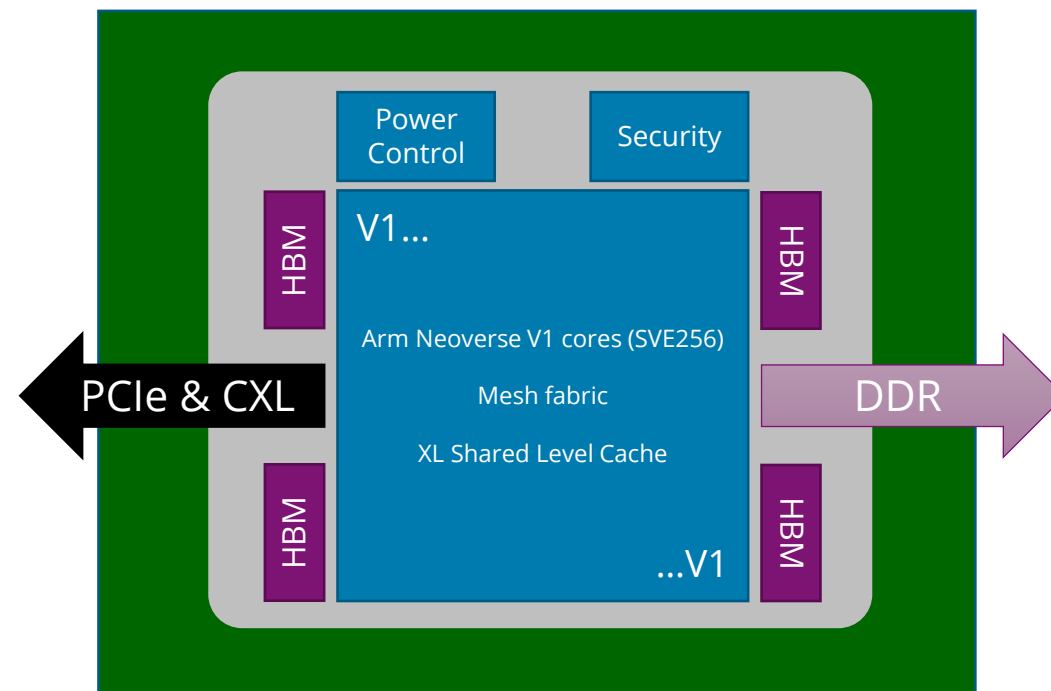 Power
Control
Security
V1...
HBM
HBM
Arm Neoverse V1 cores (SVE256)
PCIe & CXL
Mesh fabric
DDR
XL Shared Level Cache
HBM
HBM
...V1